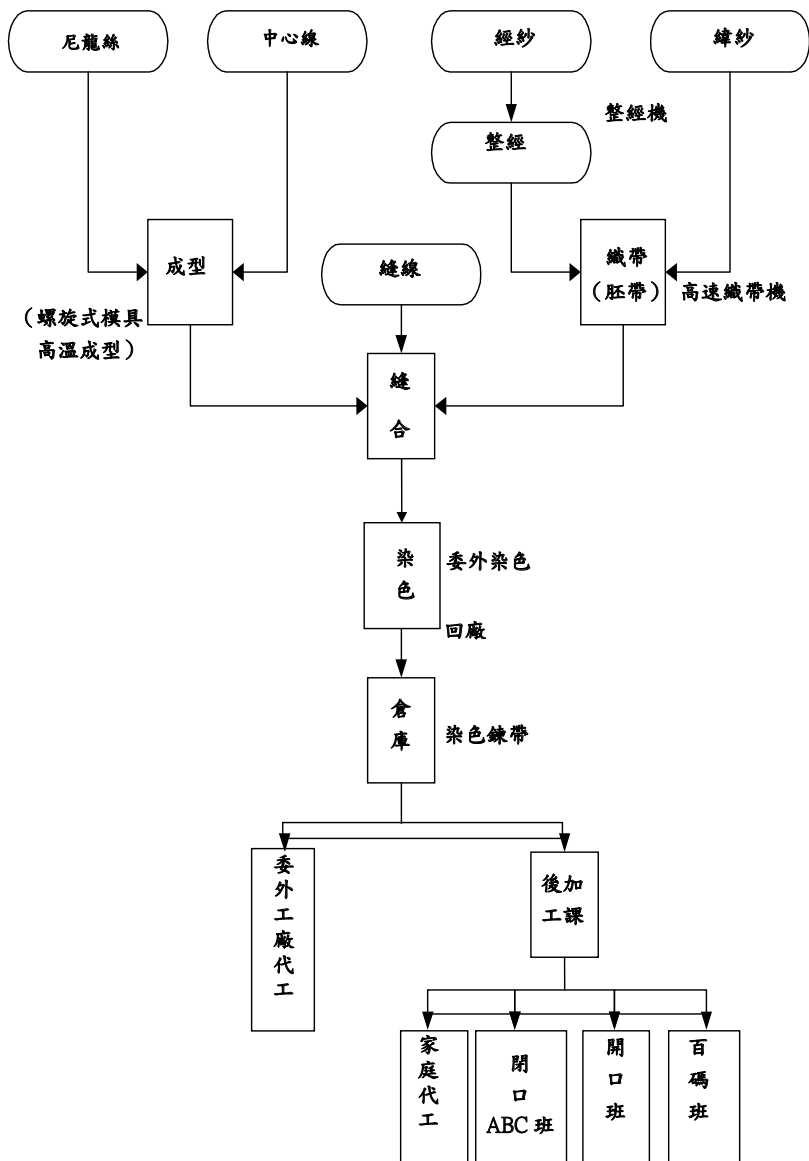 尼龍絲
中心線
經紗
緯紗
整經機
整經
成型
縫線
織帶
（胚帶）
高速織帶機
（螺旋式模具
高溫成型）
縫
合
染
色
委外染色
回廠
倉
庫
染色鍊帶
委
外
工
廠
代
工
後加
工課
家
庭
代
工
閉
口
ABC 班
開
口
班
百
碼
班